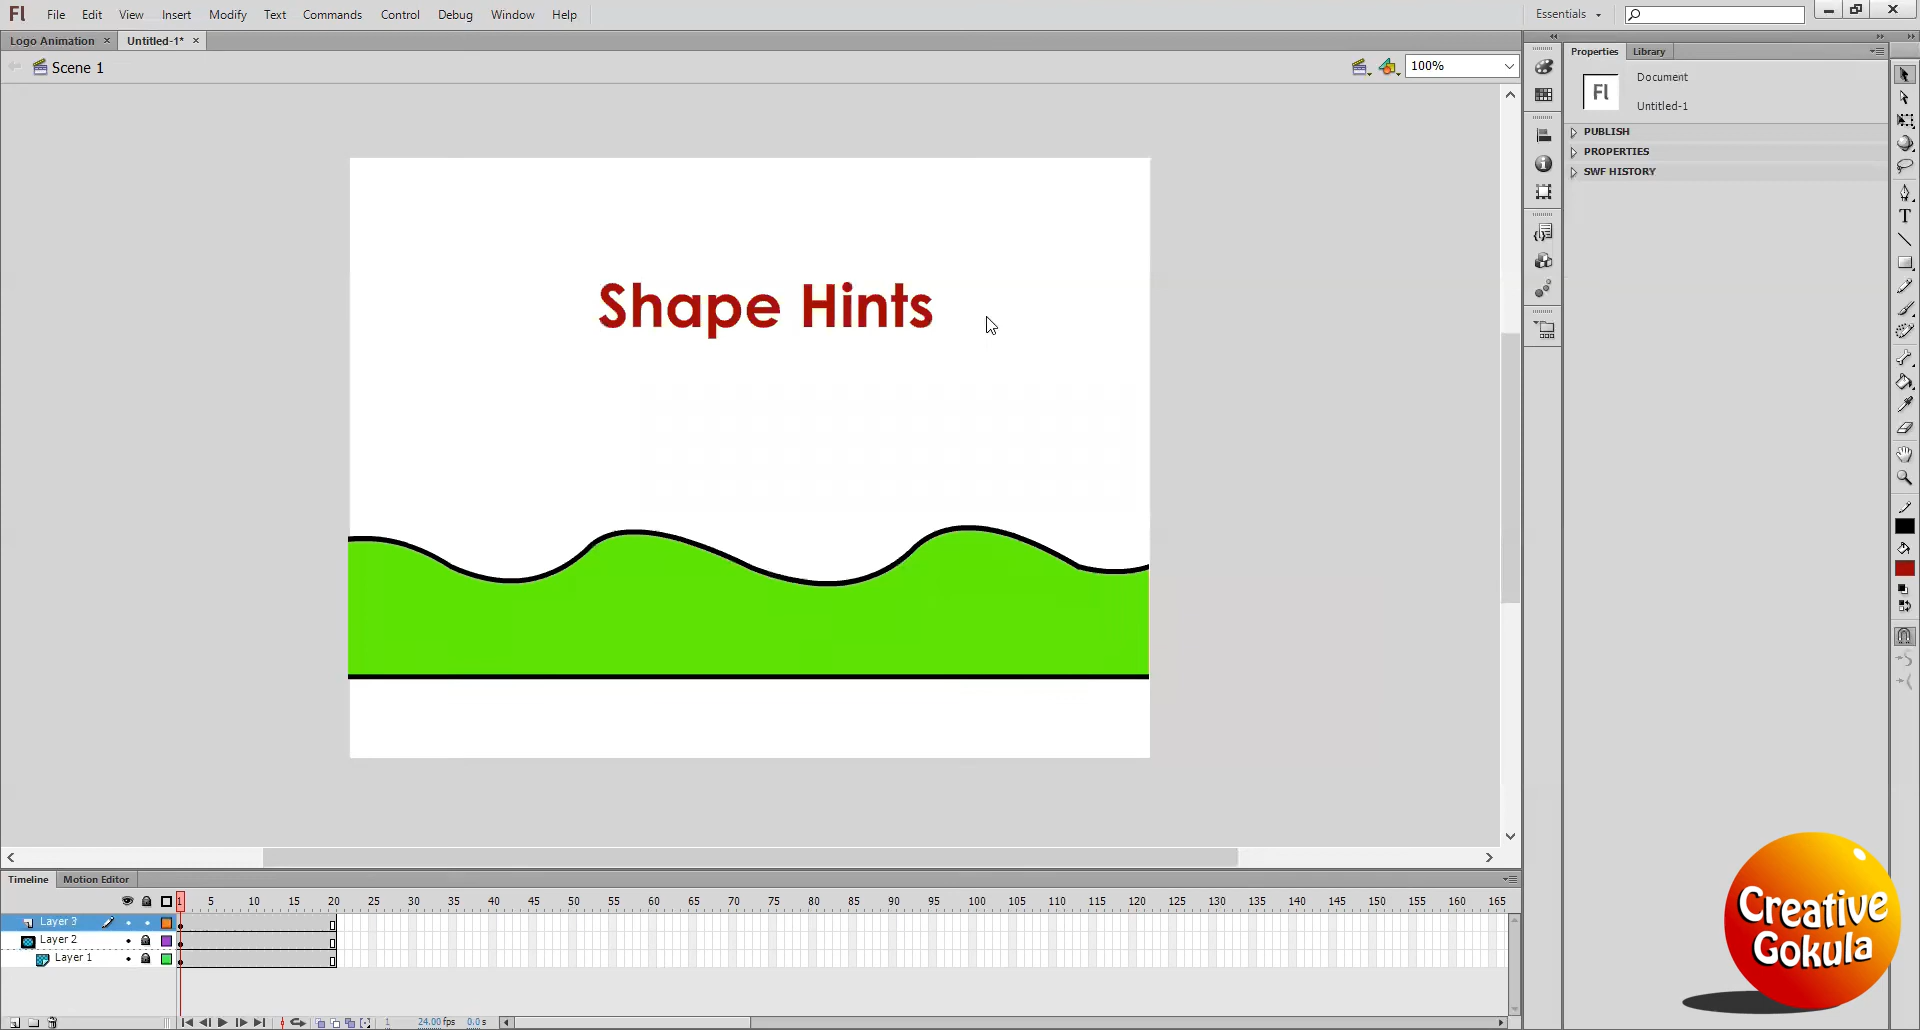 Fl File Edit View Insert Modify Text Commands Control Debug Window Help Essentials
Logo Animation × Untitled-1* ×
Scene 1 100%
Properties Library
Fl Document
Untitled-1
PUBLISH
PROPERTIES
SWF HISTORY
Shape Hints
Timeline Motion Editor
1 5 10 15 20 25 30 35 40 45 50 55 60 65 70 75 80 85 90 95 100 105 110 115 120 125 130 135 140 145 150 155 160 165
Layer 3
Layer 2
Layer 1
1 24.00 fps 0.0 s
Creative
Gokula